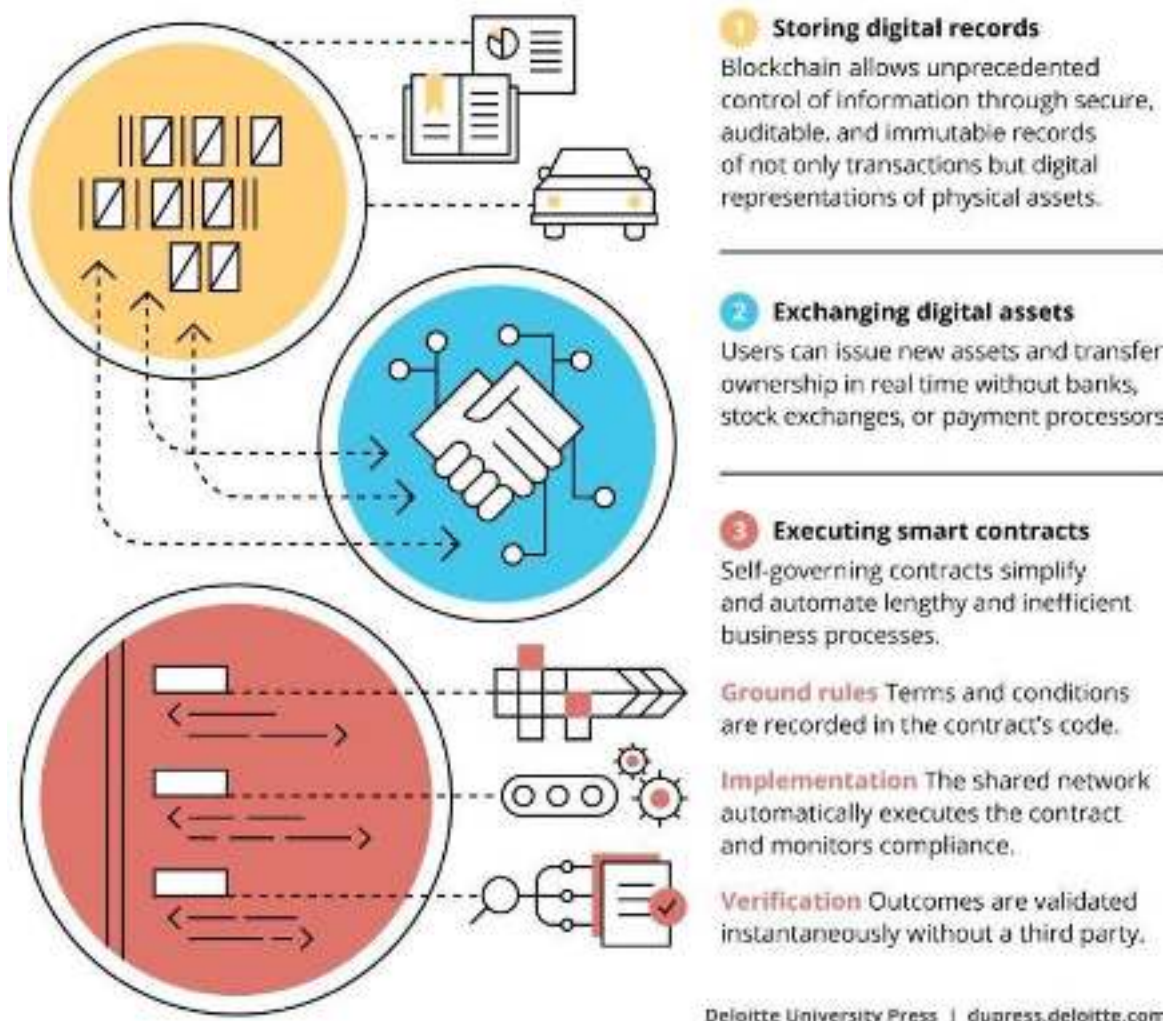 1 Storing digital records
Blockchain allows unprecedented
control of information through secure,
auditable, and immutable records
of not only transactions but digital
representations of physical assets.
2 Exchanging digital assets
Users can issue new assets and transfer
ownership in real time without banks,
stock exchanges, or payment processors
3 Executing smart contracts
Self-governing contracts simplify
and automate lengthy and inefficient
business processes.
Ground rules Terms and conditions
are recorded in the contract's code.
Implementation The shared network
automatically executes the contract
and monitors compliance.
Verification Outcomes are validated
instantaneously without a third party.
Deloitte University Press | dupress.deloitte.com